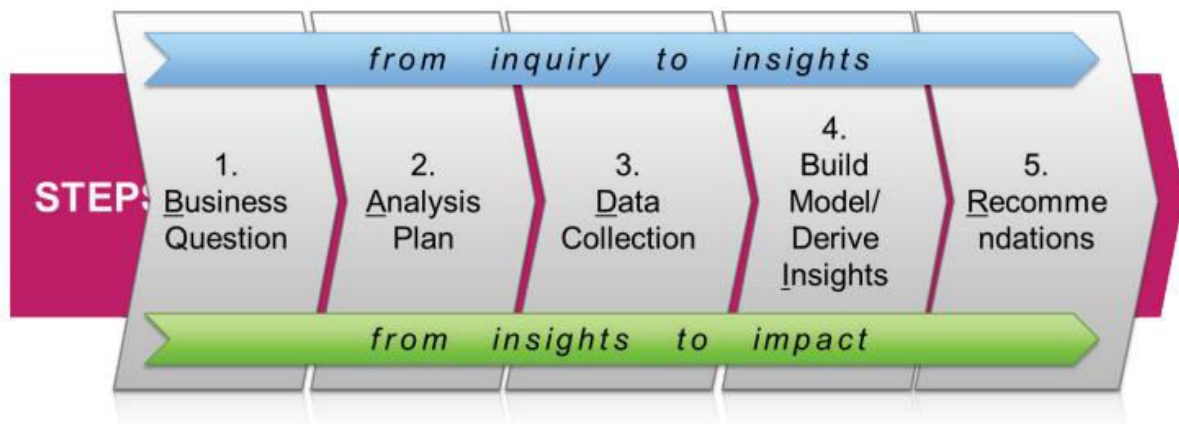 from inquiry to insights
STEPS
1.
Business
Question
2.
Analysis
Plan
3.
Data
Collection
4.
Build
Model/
Derive
Insights
5.
Recomme
ndations
from insights to impact